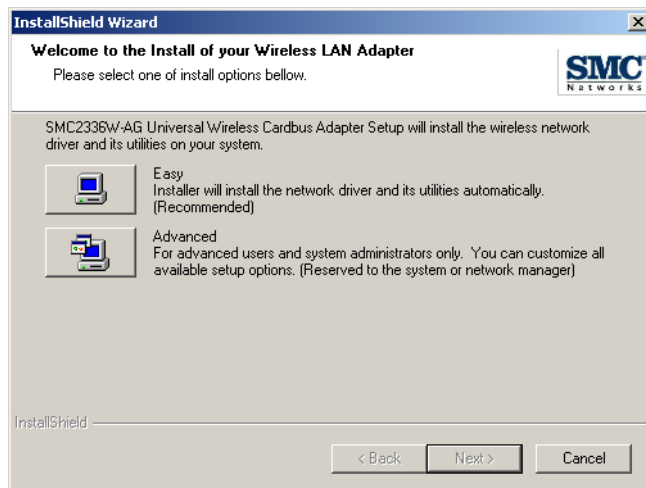 InstallShield Wizard
Welcome to the Install of your Wireless LAN Adapter
Please select one of install options bellow.
SMC
Networks
SMC2336W-AG Universal Wireless Cardbus Adapter Setup will install the wireless network
driver and its utilities on your system.
Easy
Installer will install the network driver and its utilities automatically.
(Recommended)
Advanced
For advanced users and system administrators only. You can customize all
available setup options. (Reserved to the system or network manager)
InstallShield
< Back
Next >
Cancel